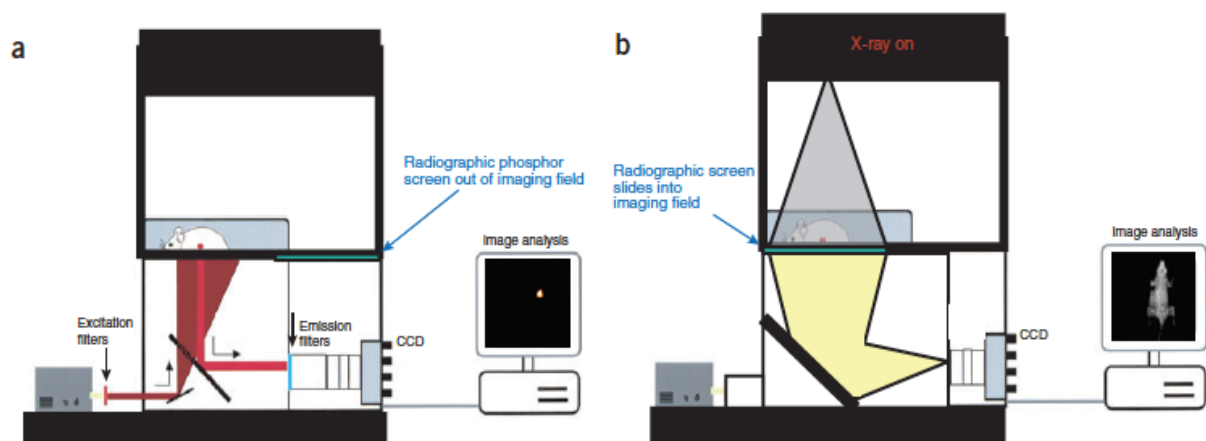 a
Radiographic phosphor
screen out of imaging field
Image analysis
Excitation
filters
Emission
filters
CCD
b
X-ray on
Radiographic screen
slides into
imaging field
Image analysis
CCD